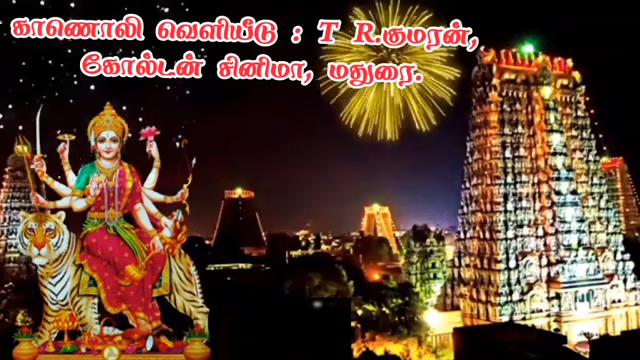 காணொலி வெளியீடு : T R.குமரன்,
கோல்டன் சினிமா, மதுரை.